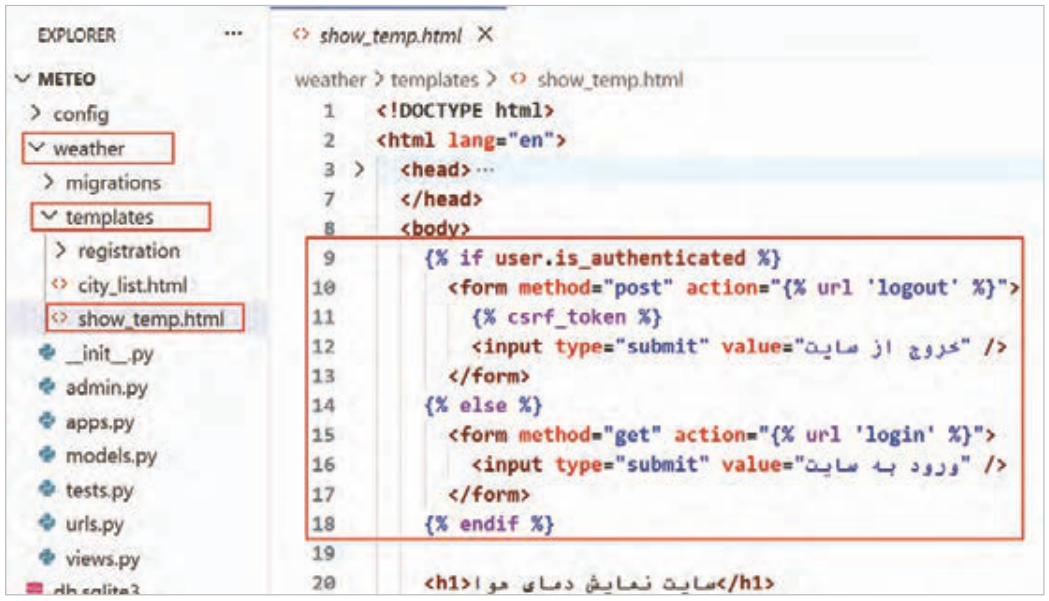 EXPLORER ...
METEO
config
weather
migrations
templates
registration
city_list.html
show_temp.html
__init__.py
admin.py
apps.py
models.py
tests.py
urls.py
views.py
db.sqlite3
show_temp.html
weather > templates > show_temp.html
1 <!DOCTYPE html>
2 <html lang="en">
3 <head>...
7 </head>
8 <body>
9 {% if user.is_authenticated %}
10 <form method="post" action="{% url 'logout' %}">
11 {% csrf_token %}
12 <input type="submit" value="خروج از سایت" />
13 </form>
14 {% else %}
15 <form method="get" action="{% url 'login' %}">
16 <input type="submit" value="ورود به سایت" />
17 </form>
18 {% endif %}
19
20 <h1>سایت نمایش دمای هوا</h1>